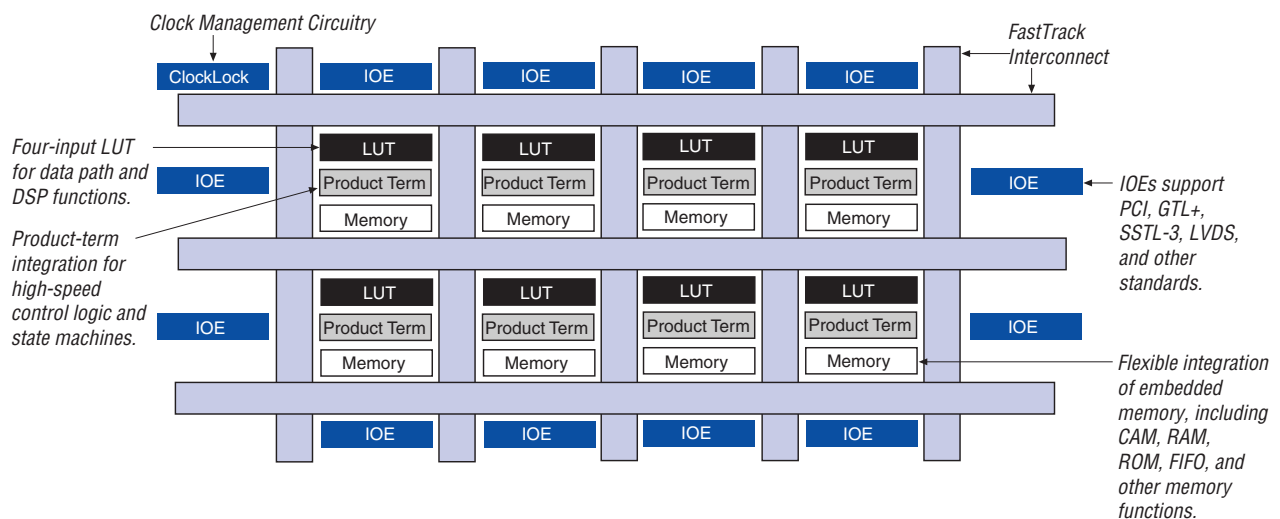 Clock Management Circuitry
FastTrack
Interconnect
ClockLock
IOE
IOE
IOE
IOE
Four-input LUT
for data path and
DSP functions.
LUT
LUT
LUT
LUT
IOE
Product Term
Product Term
Product Term
Product Term
IOE
IOEs support
PCI, GTL+,
SSTL-3, LVDS,
and other
standards.
Memory
Memory
Memory
Memory
Product-term
integration for
high-speed
control logic and
state machines.
LUT
LUT
LUT
LUT
IOE
Product Term
Product Term
Product Term
Product Term
IOE
Memory
Memory
Memory
Memory
Flexible integration
of embedded
memory, including
CAM, RAM,
ROM, FIFO, and
other memory
functions.
IOE
IOE
IOE
IOE